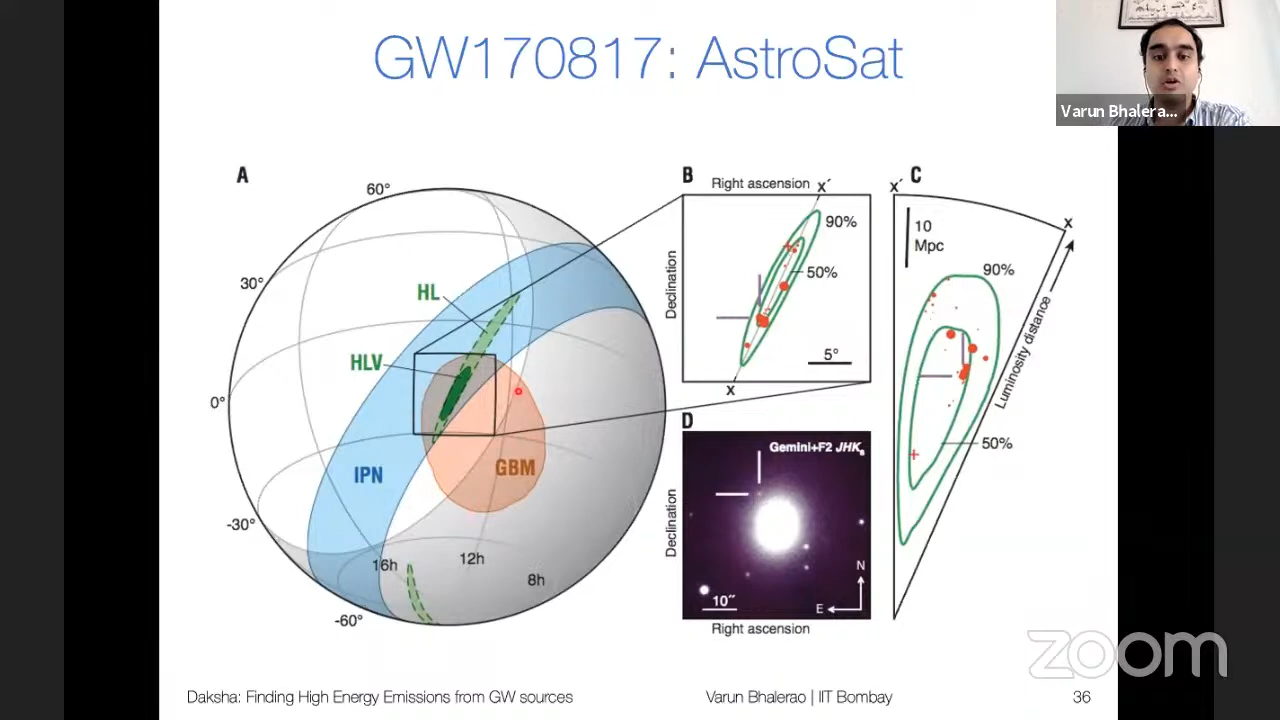 GW170817: AstroSat
Varun Bhalera...
A
60°
30°
0°
-30°
-60°
HL
HLV
IPN
GBM
16h
12h
8h
B
Right ascension
x´
90%
50%
Declination
5°
x
x´
C
x
10
Mpc
90%
Luminosity distance
50%
D
Gemini+F2 JHKs
Declination
10″
N
E
Right ascension
zoom
Daksha: Finding High Energy Emissions from GW sources
Varun Bhalerao | IIT Bombay
36